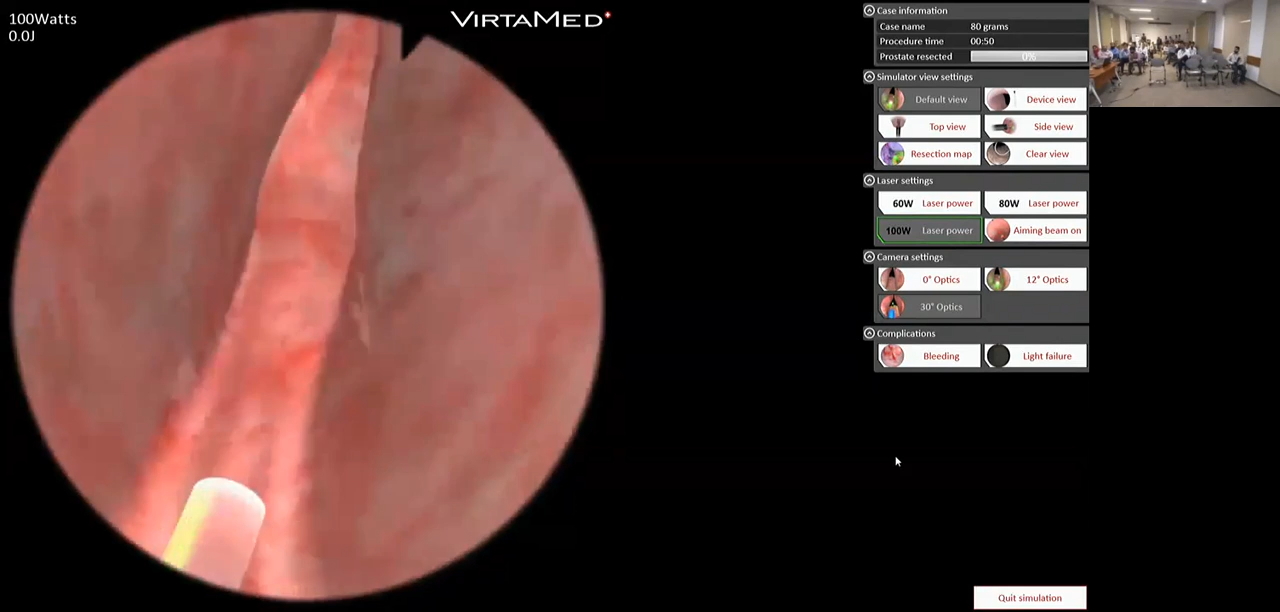 100Watts
0.0J
VIRTAMED
Case information
Case name 80 grams
Procedure time 00:50
Prostate resected 0%
Simulator view settings
Default view Device view
Top view Side view
Resection map Clear view
Laser settings
60W Laser power 80W Laser power
100W Laser power Aiming beam on
Camera settings
0° Optics 12° Optics
30° Optics
Complications
Bleeding Light failure
Quit simulation